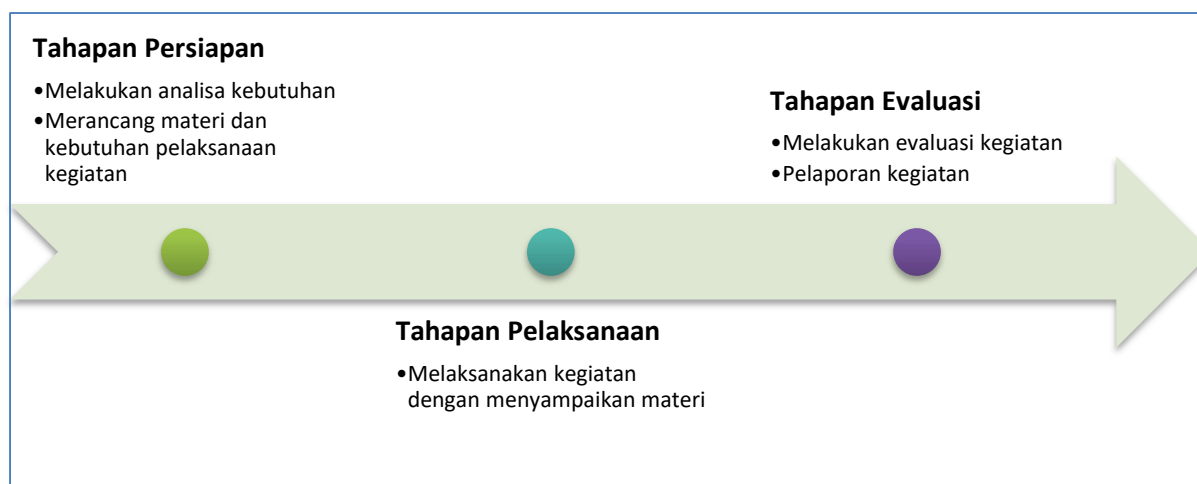 Tahapan Persiapan
•Melakukan analisa kebutuhan
•Merancang materi dan
kebutuhan pelaksanaan
kegiatan
Tahapan Pelaksanaan
•Melaksanakan kegiatan
dengan menyampaikan materi
Tahapan Evaluasi
•Melakukan evaluasi kegiatan
•Pelaporan kegiatan